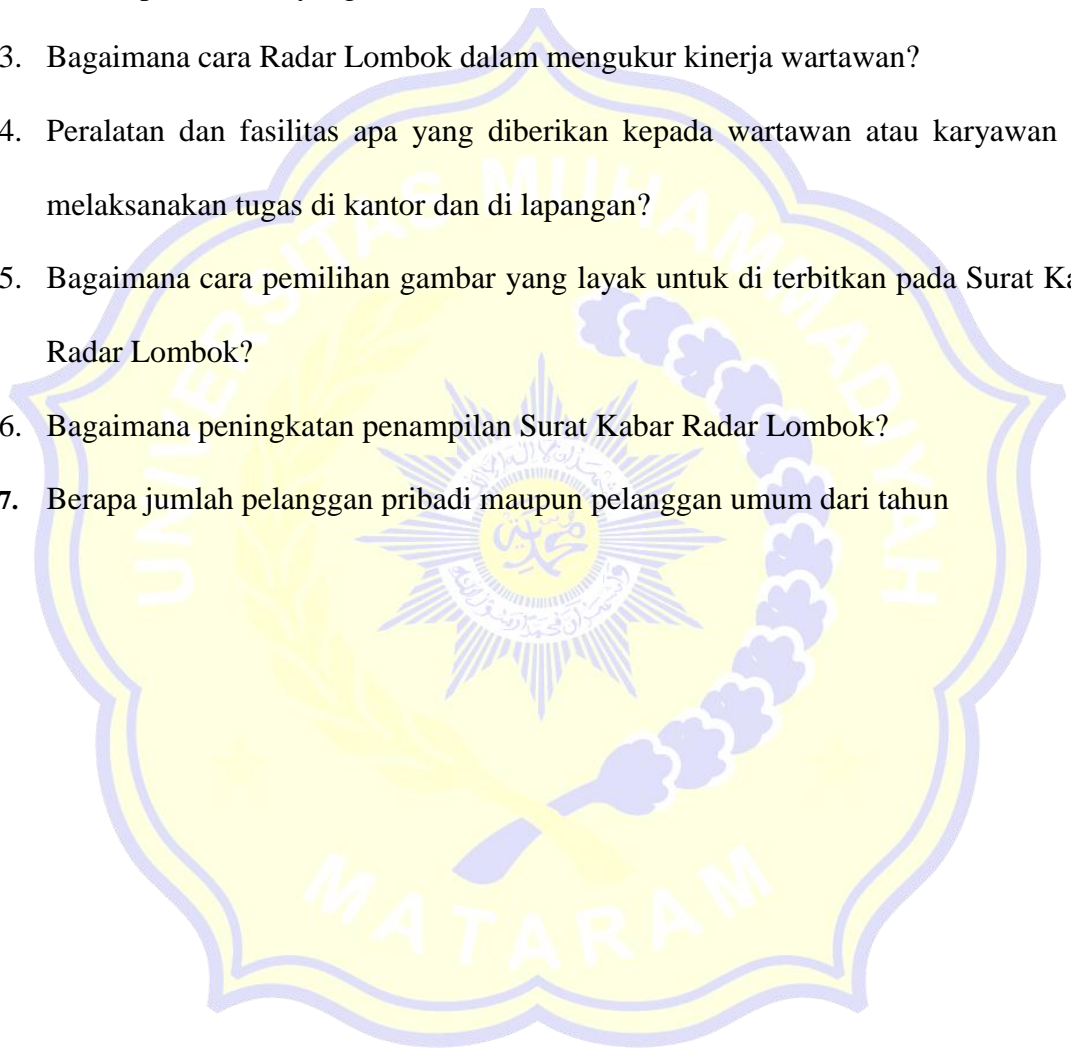 3. Bagaimana cara Radar Lombok dalam mengukur kinerja wartawan?
4. Peralatan dan fasilitas apa yang diberikan kepada wartawan atau karyawan
melaksanakan tugas di kantor dan di lapangan?
5. Bagaimana cara pemilihan gambar yang layak untuk di terbitkan pada Surat Ka
Radar Lombok?
6. Bagaimana peningkatan penampilan Surat Kabar Radar Lombok?
7. Berapa jumlah pelanggan pribadi maupun pelanggan umum dari tahun
UNIVERSITAS MUHAMMADIYAH
MATARAM